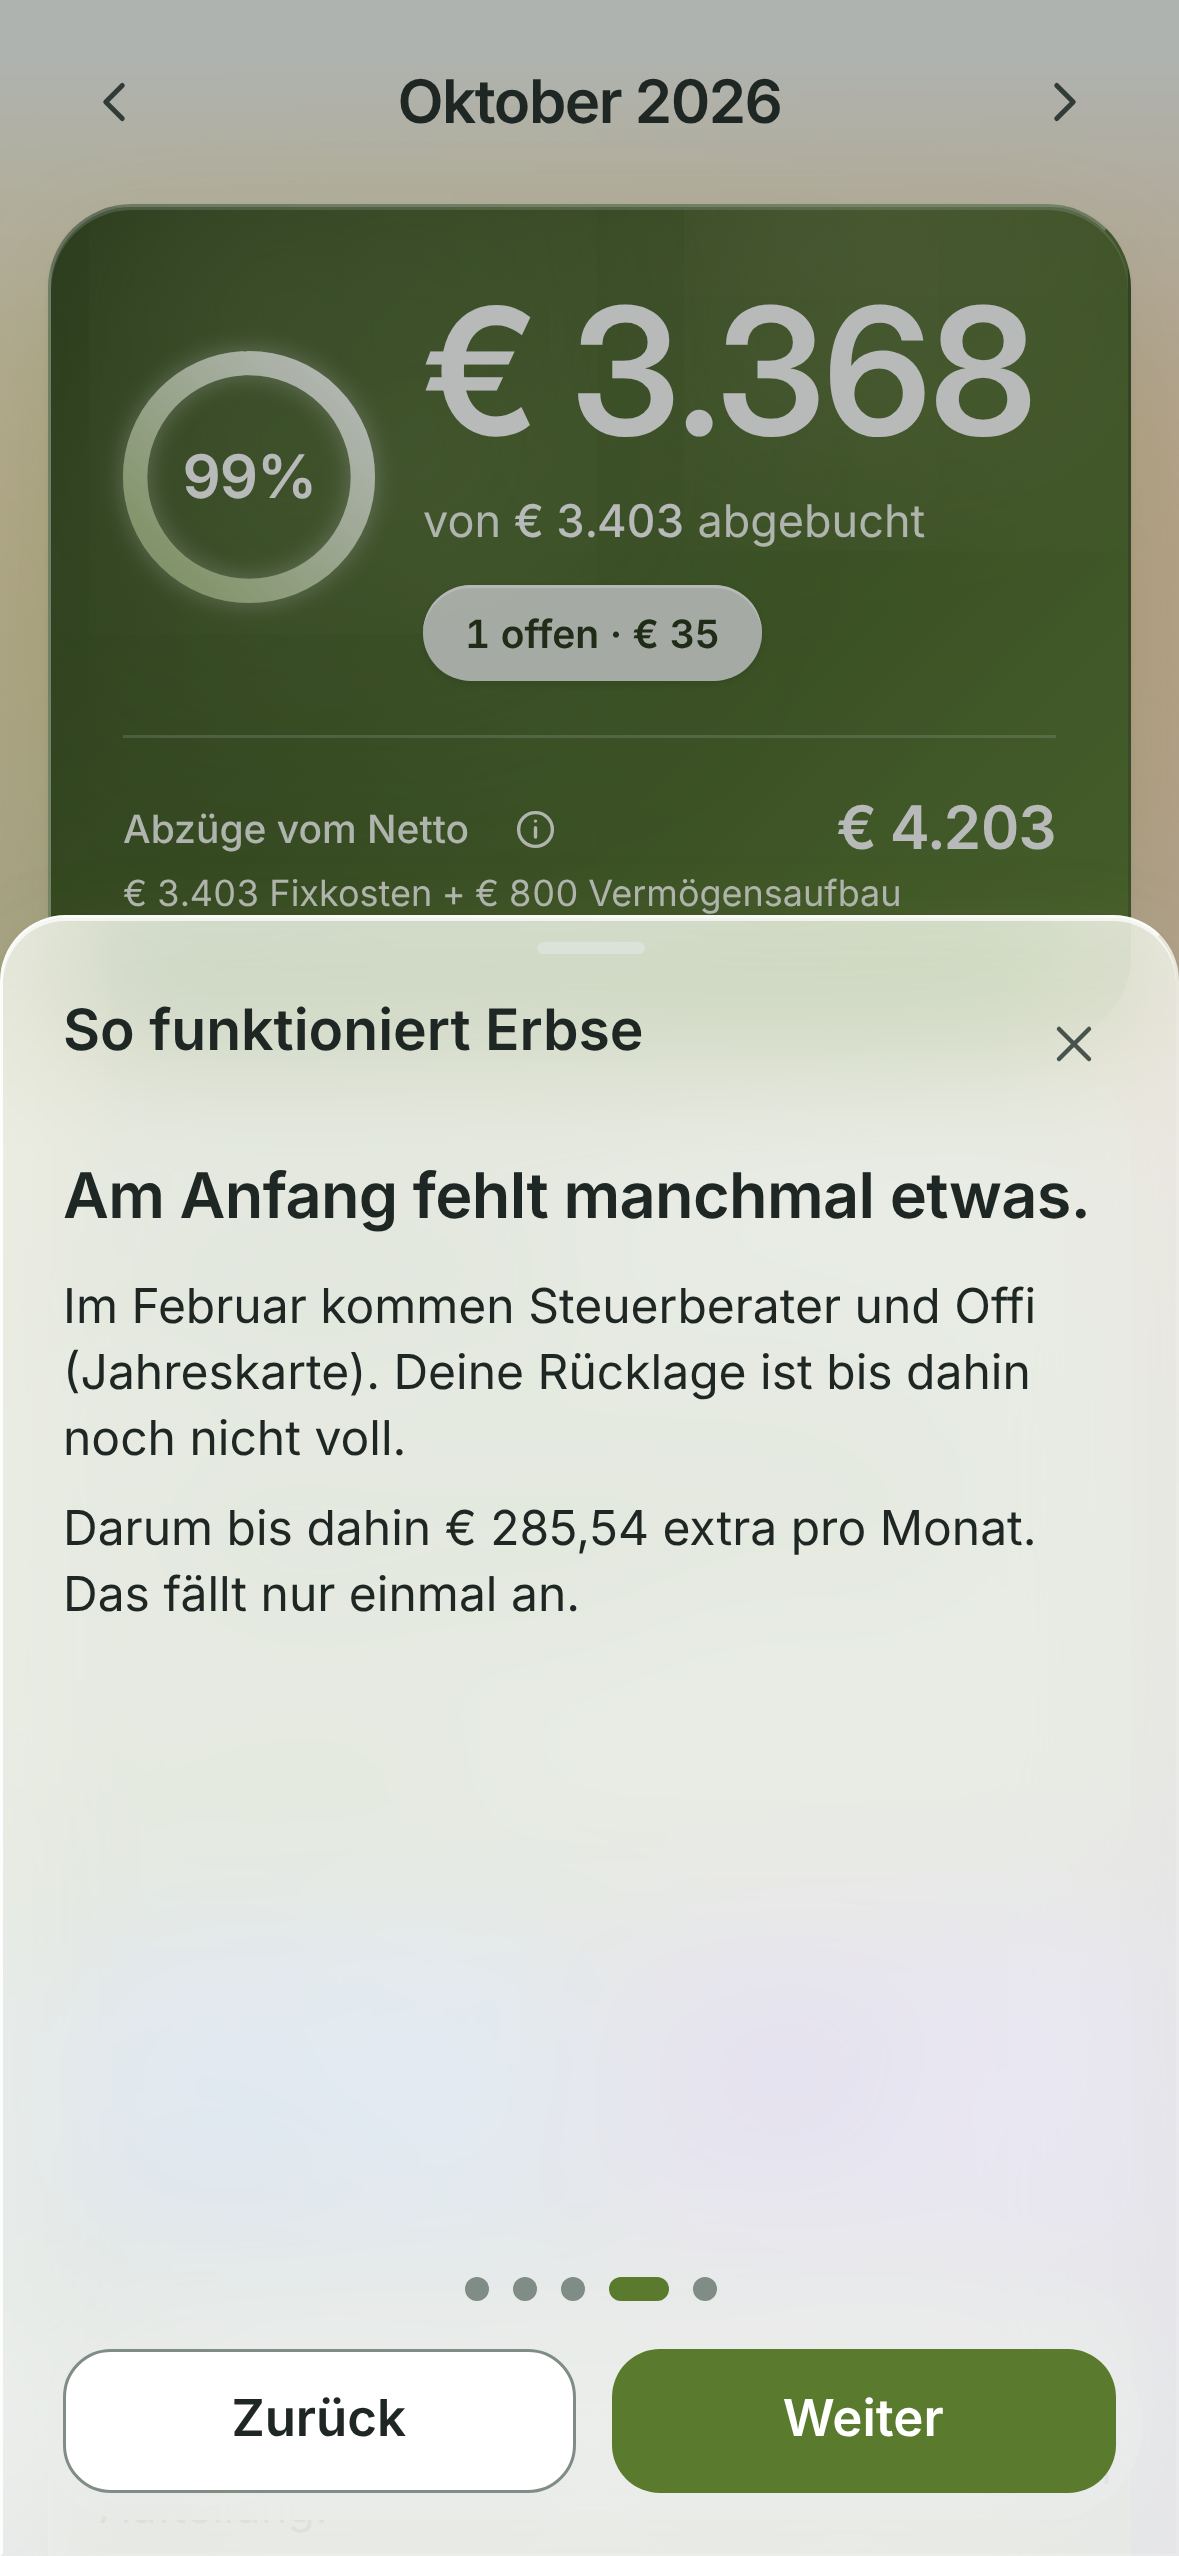 Oktober 2026
€ 3.368
99%
von € 3.403 abgebucht
1 offen · € 35
Abzüge vom Netto
€ 4.203
€ 3.403 Fixkosten + € 800 Vermögensaufbau
So funktioniert Erbse
Am Anfang fehlt manchmal etwas.
Im Februar kommen Steuerberater und Offi
(Jahreskarte). Deine Rücklage ist bis dahin
noch nicht voll.
Darum bis dahin € 285,54 extra pro Monat.
Das fällt nur einmal an.
Zurück
Weiter